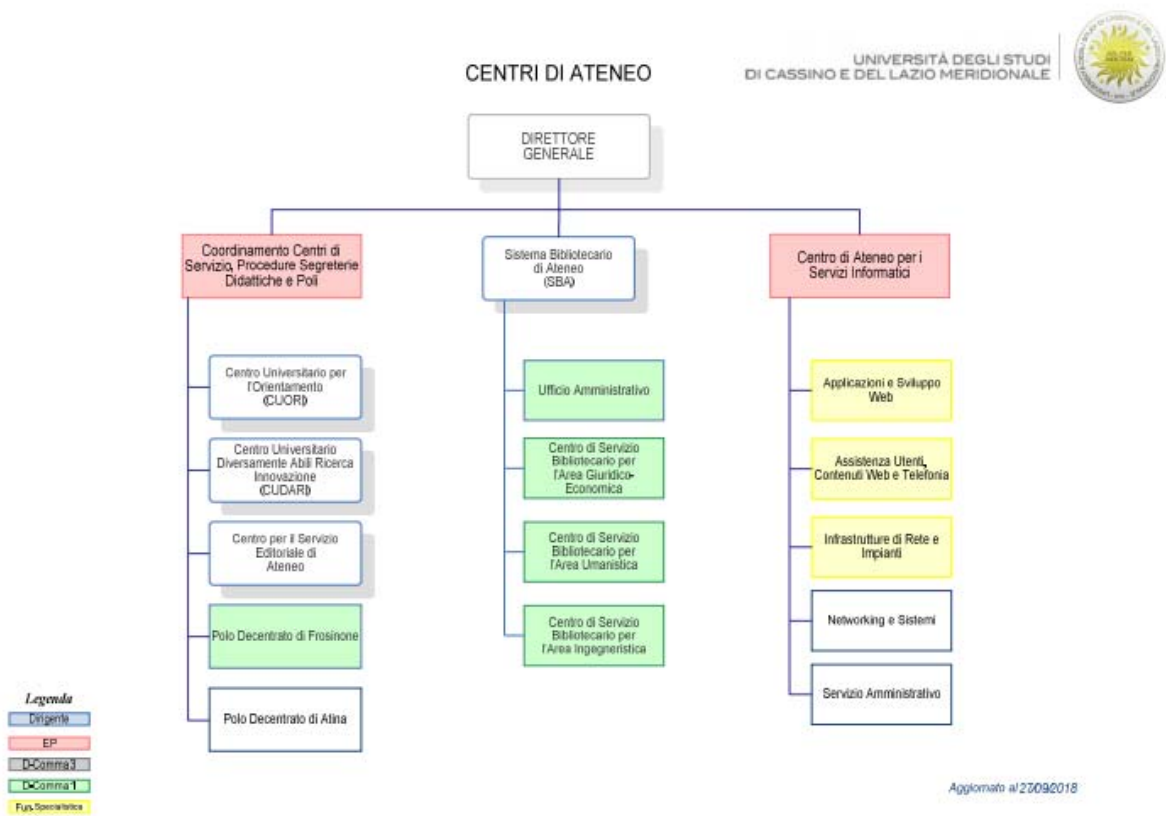 UNIVERSITÀ DEGLI STUDI
DI CASSINO E DEL LAZIO MERIDIONALE
CENTRI DI ATENEO
DIRETTORE
GENERALE
Coordinamento Centri di
Servizio, Procedure Segreterie
Didattiche e Poli
Centro Universitario per
l'Orientamento
(CUORI)
Centro Universitario
Diversamente Abili Ricerca
Innovazione
(CUDARI)
Centro per il Servizio
Editoriale di
Ateneo
Polo Decentrato di Frosinone
Polo Decentrato di Atina
Sistema Bibliotecario
di Ateneo
(SBA)
Ufficio Amministrativo
Centro di Servizio
Bibliotecario per
l'Area Giuridico-
Economica
Centro di Servizio
Bibliotecario per
l'Area Umanistica
Centro di Servizio
Bibliotecario per
l'Area Ingegneristica
Centro di Ateneo per i
Servizi Informatici
Applicazioni e Sviluppo
Web
Assistenza Utenti,
Contenuti Web e Telefonia
Infrastrutture di Rete e
Impianti
Networking e Sistemi
Servizio Amministrativo
Legenda
Dirigente
EP
D-Comma3
D-Comma1
Fun.Specialistica
Aggiornato al 27/09/2018